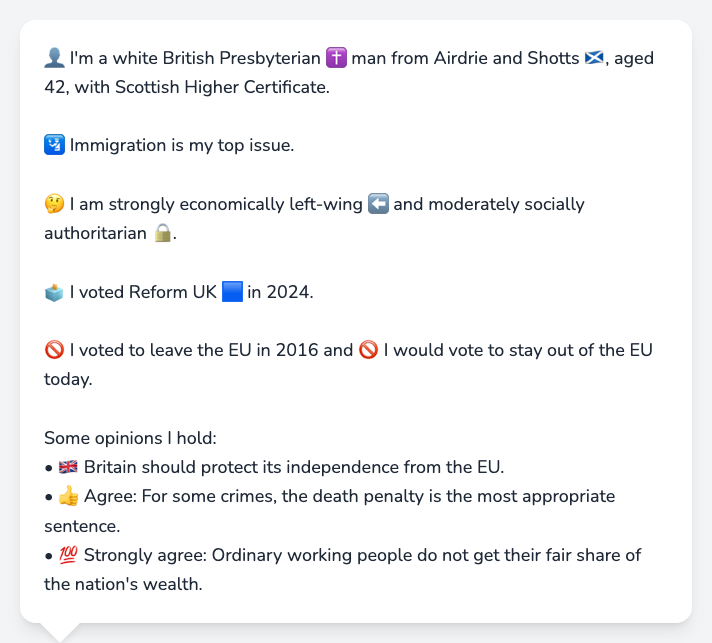 👤 I'm a white British Presbyterian ✝️ man from Airdrie and Shotts 🏴󠁧󠁢󠁳󠁣󠁴󠁿, aged
42, with Scottish Higher Certificate.
🛂 Immigration is my top issue.
🤔 I am strongly economically left-wing ⬅️ and moderately socially
authoritarian 🔒.
🗳️ I voted Reform UK 🟦 in 2024.
🚫 I voted to leave the EU in 2016 and 🚫 I would vote to stay out of the EU
today.
Some opinions I hold:
• 🇬🇧 Britain should protect its independence from the EU.
• 👍 Agree: For some crimes, the death penalty is the most appropriate
sentence.
• 💯 Strongly agree: Ordinary working people do not get their fair share of
the nation's wealth.